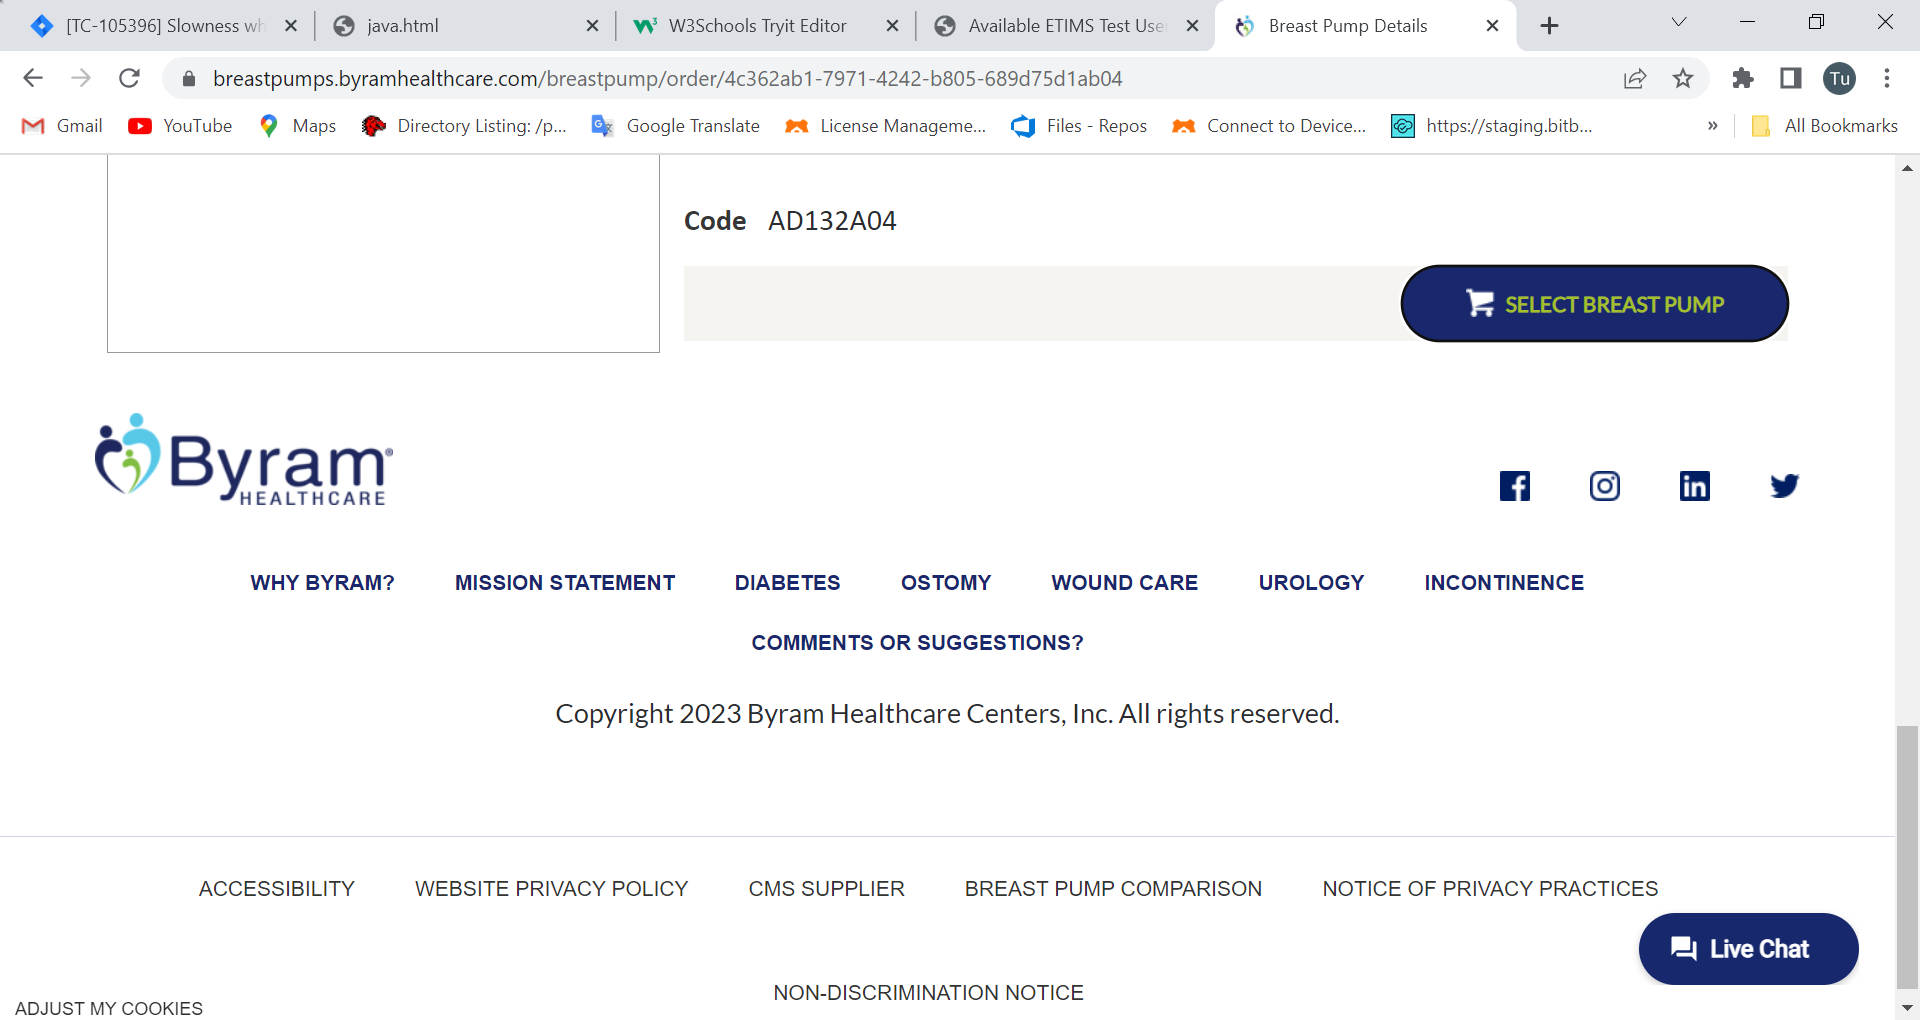 [TC-105396] Slowness wh
java.html
W3Schools Tryit Editor
Available ETIMS Test Use
Breast Pump Details
breastpumps.byramhealthcare.com/breastpump/order/4c362ab1-7971-4242-b805-689d75d1ab04
Tu
Gmail
YouTube
Maps
Directory Listing: /p...
Google Translate
License Manageme...
Files - Repos
Connect to Device...
https://staging.bitb...
»
All Bookmarks
Code AD132A04
SELECT BREAST PUMP
Byram®
HEALTHCARE
WHY BYRAM? MISSION STATEMENT DIABETES OSTOMY WOUND CARE UROLOGY INCONTINENCE
COMMENTS OR SUGGESTIONS?
Copyright 2023 Byram Healthcare Centers, Inc. All rights reserved.
ACCESSIBILITY WEBSITE PRIVACY POLICY CMS SUPPLIER BREAST PUMP COMPARISON NOTICE OF PRIVACY PRACTICES
Live Chat
NON-DISCRIMINATION NOTICE
ADJUST MY COOKIES